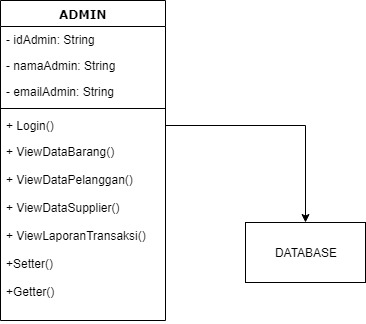 ADMIN
- idAdmin: String
- namaAdmin: String
- emailAdmin: String
+ Login()
+ ViewDataBarang()
+ ViewDataPelanggan()
+ ViewDataSupplier()
+ ViewLaporanTransaksi()
+Setter()
+Getter()
DATABASE